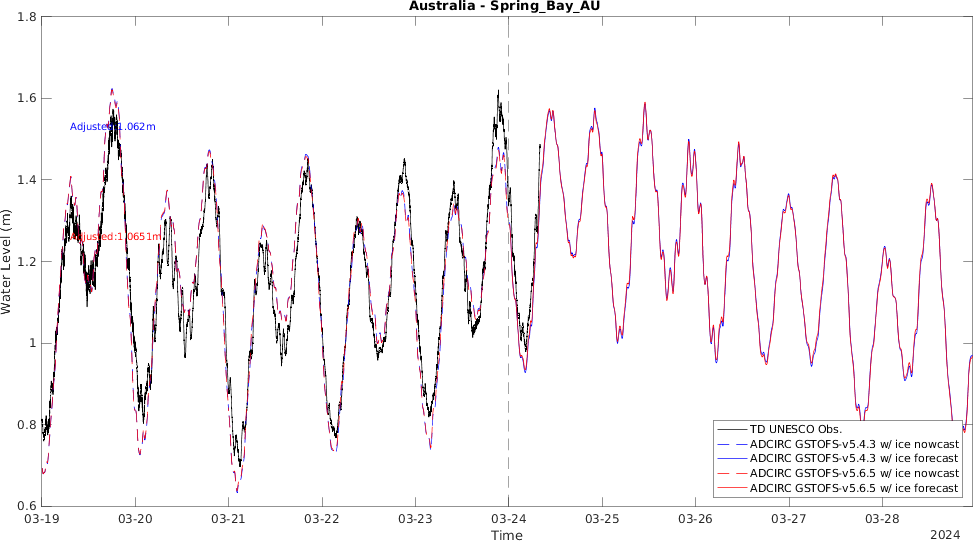 Australia - Spring_Bay_AU
Water Level (m)
1.8
1.6
1.4
1.2
1
0.8
0.6
Adjusted:1.062m
Adjusted:1.0651m
TD UNESCO Obs.
ADCIRC GSTOFS-v5.4.3 w/ ice nowcast
ADCIRC GSTOFS-v5.4.3 w/ ice forecast
ADCIRC GSTOFS-v5.6.5 w/ ice nowcast
ADCIRC GSTOFS-v5.6.5 w/ ice forecast
03-19 03-20 03-21 03-22 03-23 03-24 03-25 03-26 03-27 03-28
Time
2024